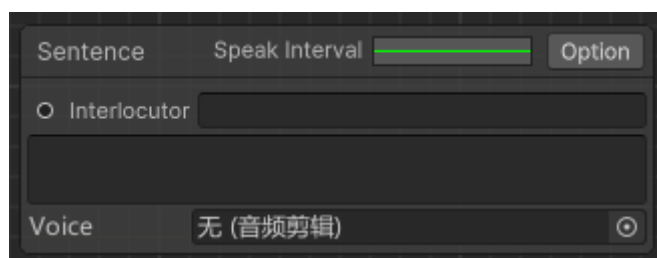 Sentence Speak Interval Option
Interlocutor
Voice 无 (音频剪辑)